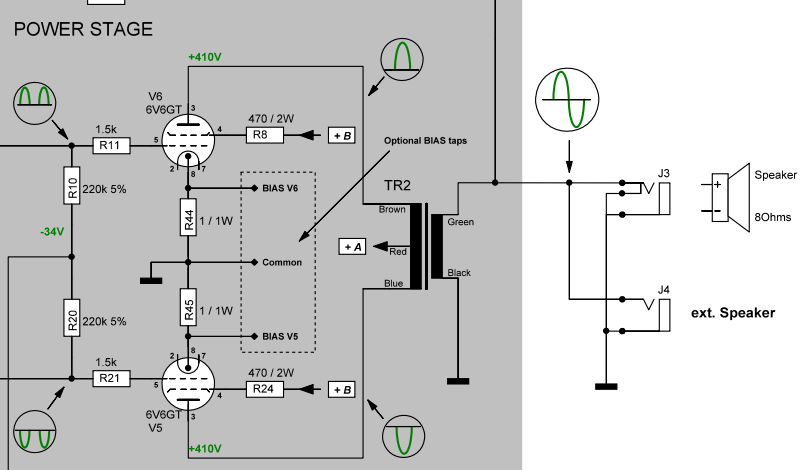 POWER STAGE
+410V
V6
6V6GT
3
470 / 2W
1.5k
5
4
R11
R8
+ B
Optional BIAS taps
2
8
7
R10
220k 5%
BIAS V6
TR2
J3
Speaker
+
-
8Ohms
R44
1 / 1W
Brown
Green
-34V
+ A
Red
Common
Black
Blue
J4
R45
1 / 1W
ext. Speaker
R20
220k 5%
BIAS V5
1.5k
2
8
7
470 / 2W
R21
5
4
R24
+ B
6V6GT
3
V5
+410V